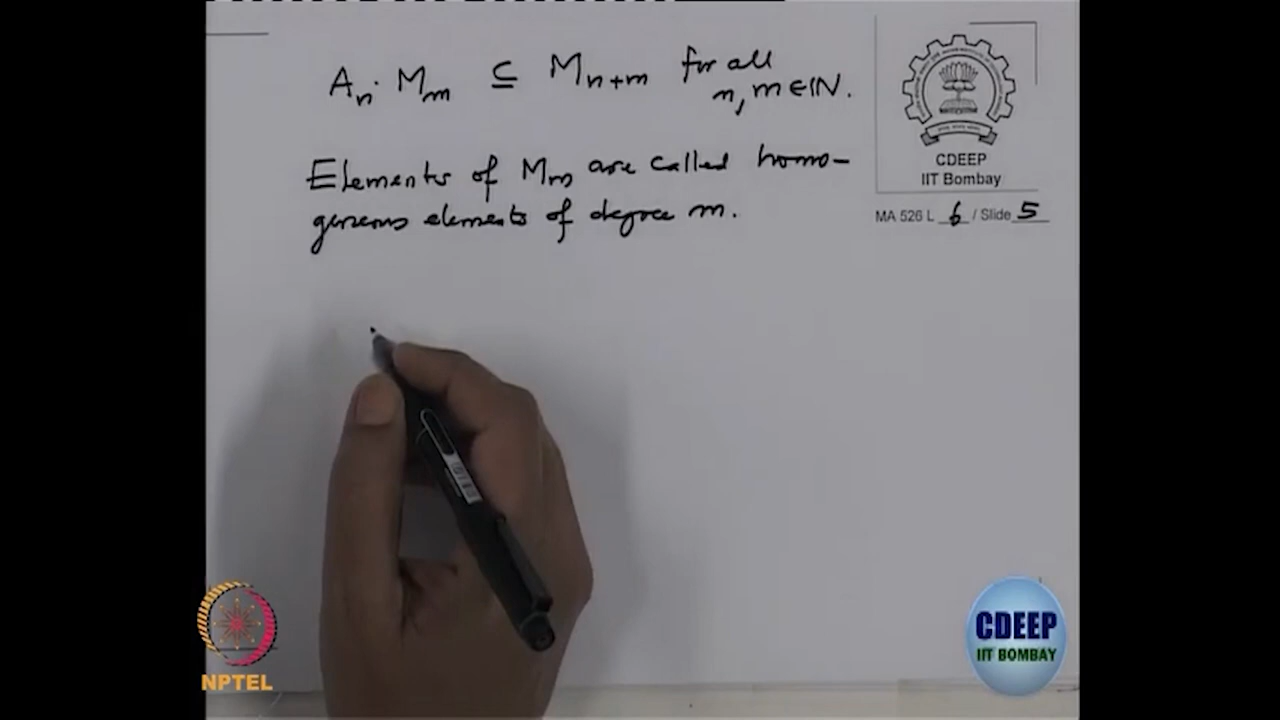 Aₙ · Mₘ ⊆ Mₙ₊ₘ for all
n, m ∈ ℕ.
Elements of Mₘ are called homo-
geneous elements of degree m.
CDEEP
IIT Bombay
MA 526 L 6 / Slide 5
NPTEL
CDEEP
IIT BOMBAY